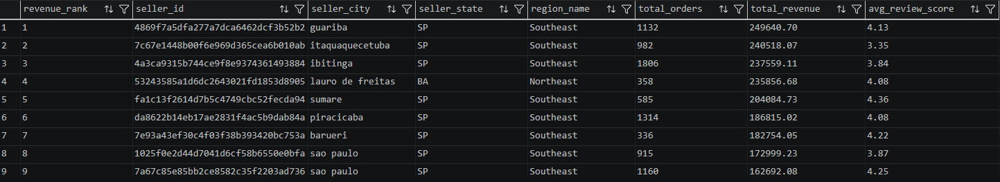 revenue_rank seller_id seller_city seller_state region_name total_orders total_revenue avg_review_score
1 1 4869f7a5dfa277a7dca6462dcf3b52b2 guariba SP Southeast 1132 249640.70 4.13
2 2 7c67e1448b00f6e969d365cea6b010ab itaquaquecetuba SP Southeast 982 240518.07 3.35
3 3 4a3ca9315b744ce9f8e9374361493884 ibitinga SP Southeast 1806 237559.11 3.84
4 4 53243585a1d6dc2643021fd1853d8905 lauro de freitas BA Northeast 358 235856.68 4.08
5 5 fa1c13f2614d7b5c4749cbc52fecda94 sumare SP Southeast 585 204084.73 4.36
6 6 da8622b14eb17ae2831f4ac5b9dab84a piracicaba SP Southeast 1314 186815.02 4.08
7 7 7e93a43ef30c4f03f38b393420bc753a barueri SP Southeast 336 182754.05 4.22
8 8 1025f0e2d44d7041d6cf58b6550e0bfa sao paulo SP Southeast 915 172999.23 3.87
9 9 7a67c85e85bb2ce8582c35f2203ad736 sao paulo SP Southeast 1160 162692.08 4.25